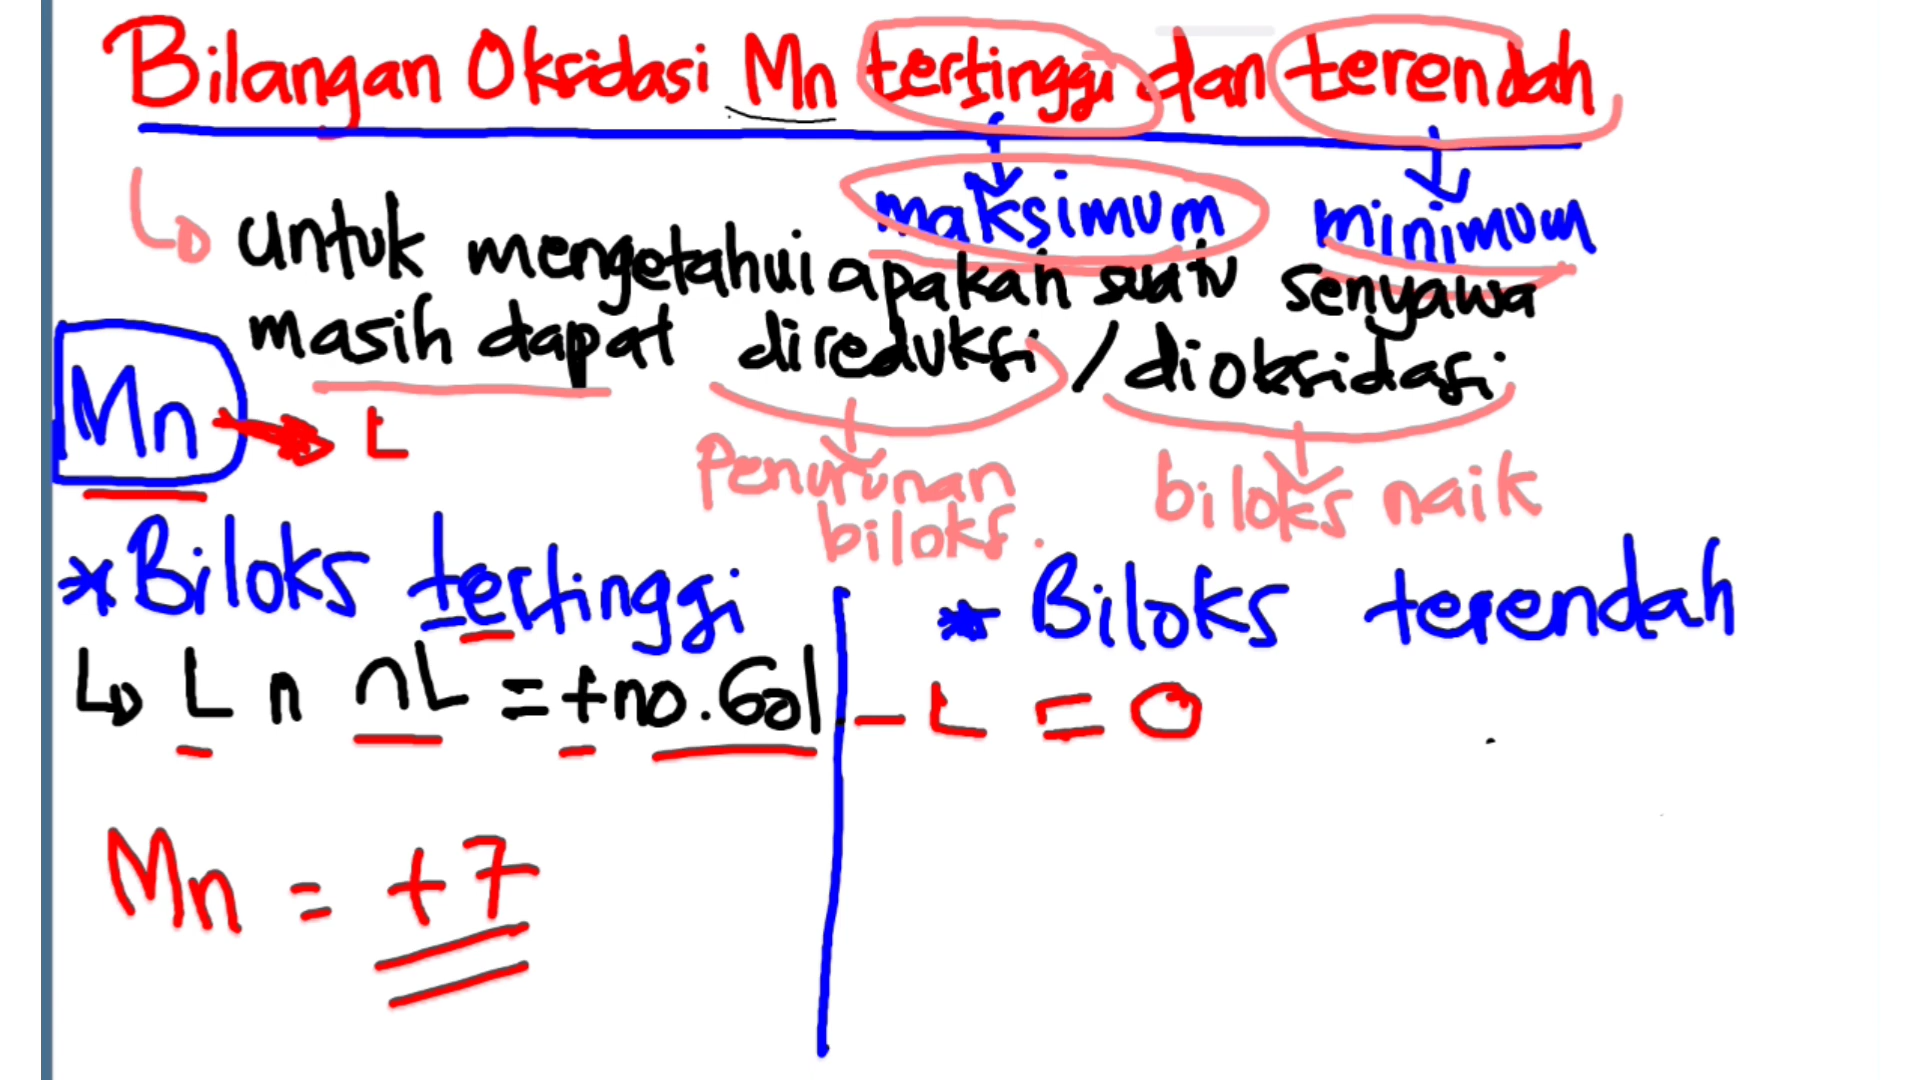 Bilangan Oksidasi Mn tertinggi dan terendah
maksimum minimum
untuk mengetahui apakah suatu senyawa
masih dapat direduksi / dioksidasi
Mn → L
Penurunan biloks.
biloks naik
* Biloks tertinggi
↳ L n nL = +no.Gol
Mn = +7
* Biloks terendah
- L = 0